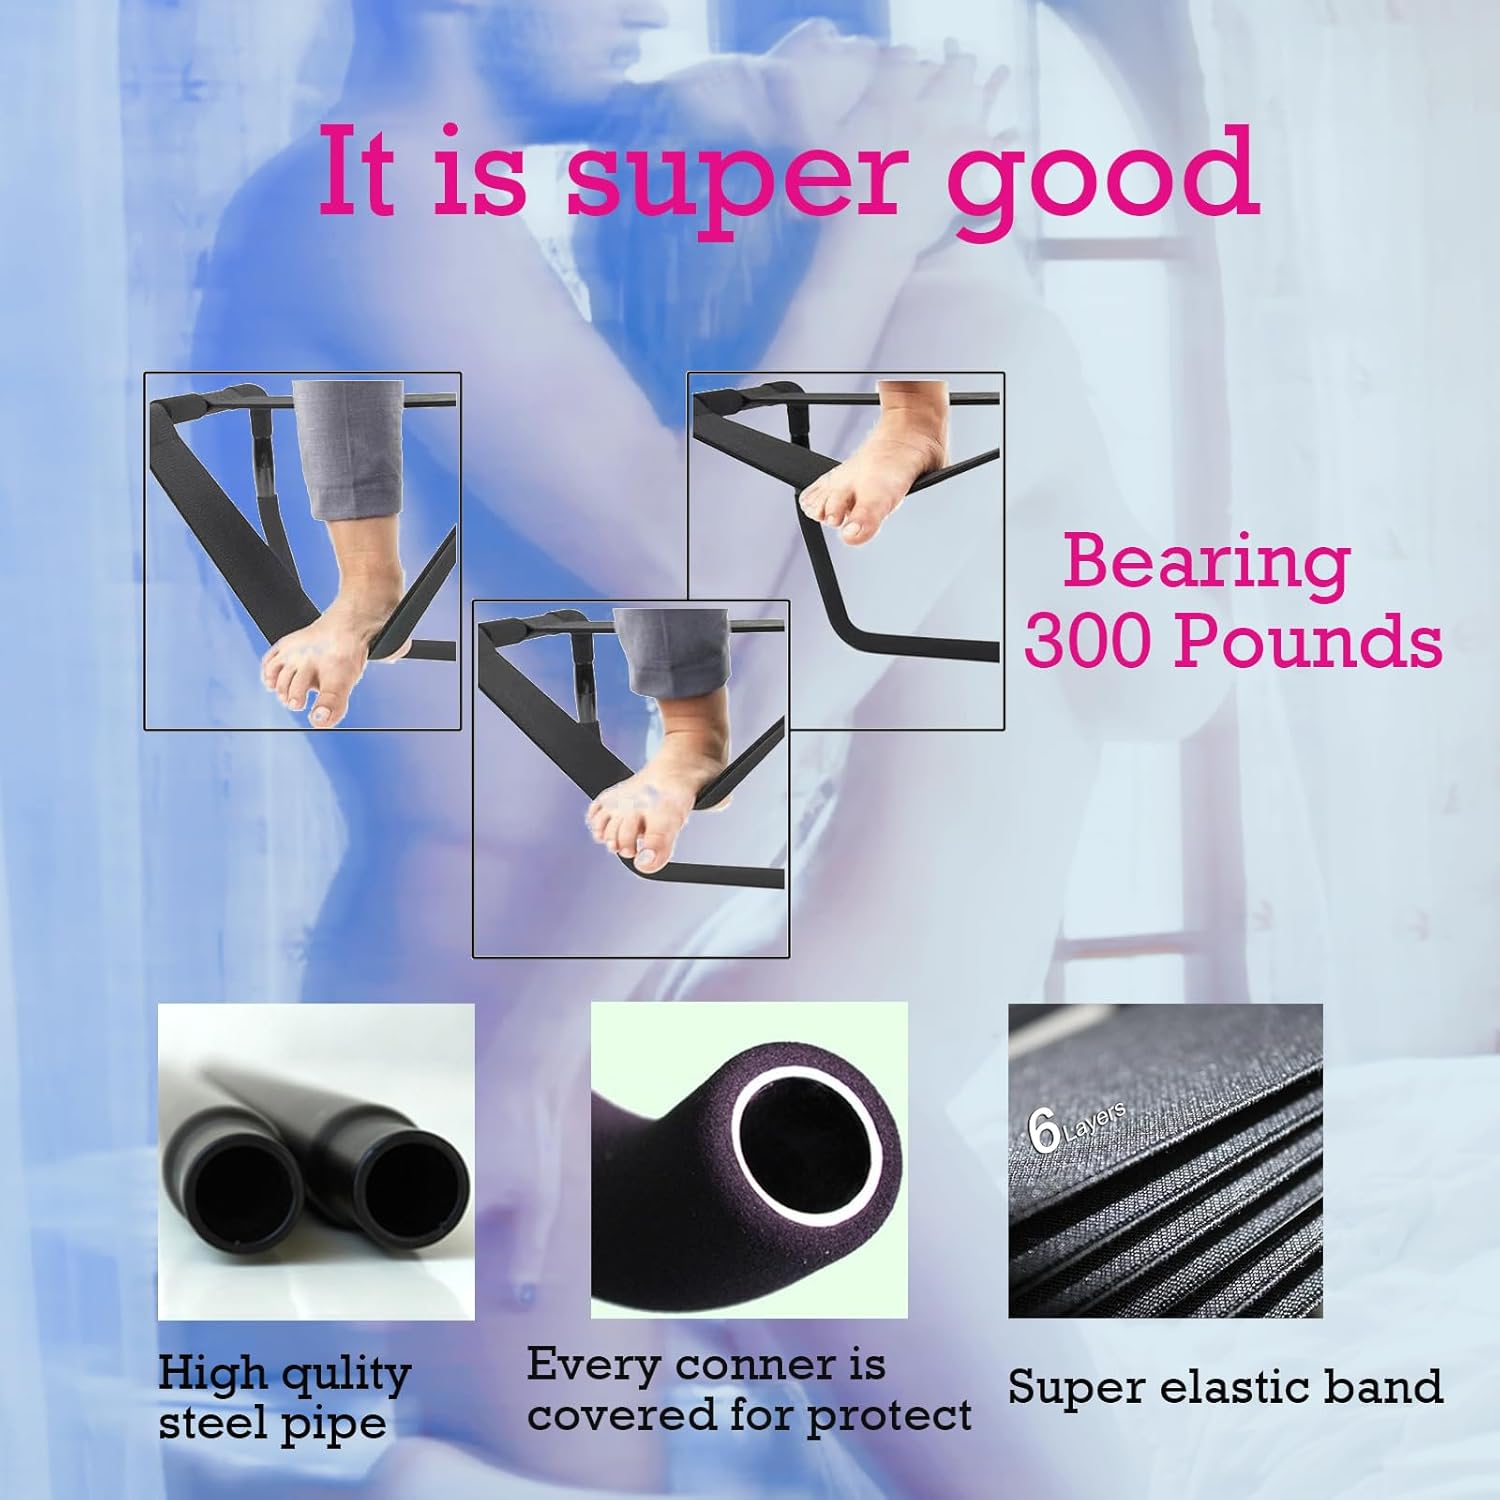 It is super good
Bearing
300 Pounds
6 Layers
High qulity
steel pipe
Every conner is
covered for protect
Super elastic band